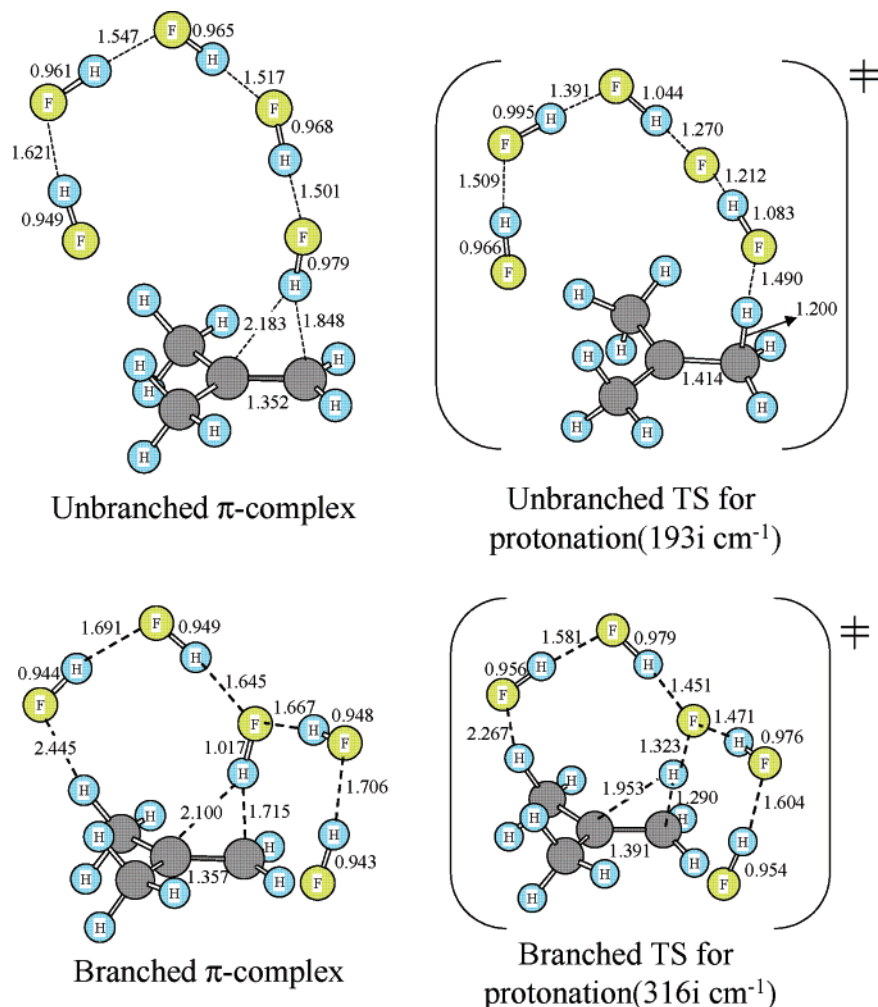 1.547 F 0.965
0.961 H H
F 1.517
F 0.968
1.621 H
H 1.501
0.949 F F
0.979
H H
H 2.183 1.848
H H
H 1.352 H
H
H
Unbranched π-complex
‡
F
1.391 1.044
0.995 H H
F 1.270
F 1.212
1.509 H
H 1.083
0.966 F
F H 1.490
H H 1.200
H H H
1.414
H H
H
Unbranched TS for
protonation(193i cm-1)
1.691 F 0.949
0.944 H H
F 1.645
1.667
F H 0.948
2.445 1.017 F
H H 1.706
2.100 1.715
H H
H H H 0.943
1.357 H F
H H
Branched π-complex
‡
1.581 F 0.979
0.956 H H
F 1.451
F 1.471
2.267 1.323 H 0.976
H H F
H 1.953 1.290
H H H 1.604
1.391 H H
H H F 0.954
Branched TS for
protonation(316i cm-1)